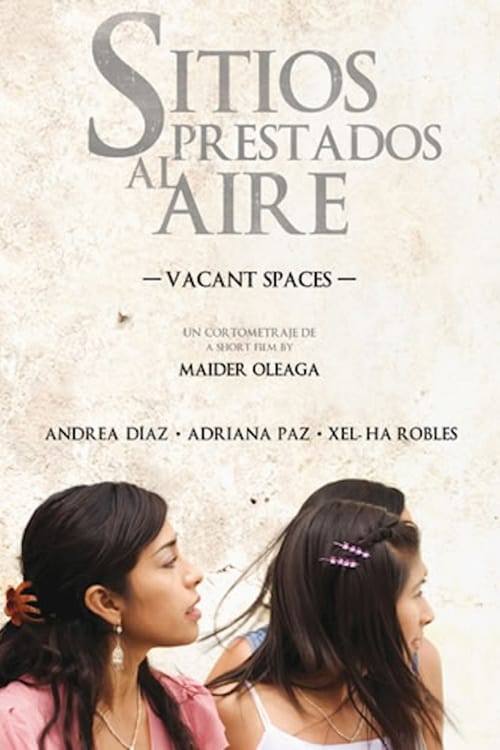 SITIOS
PRESTADOS
AL
AIRE
— VACANT SPACES —
UN CORTOMETRAJE DE
A SHORT FILM BY
MAIDER OLEAGA
ANDREA DÍAZ • ADRIANA PAZ • XEL-HA ROBLES